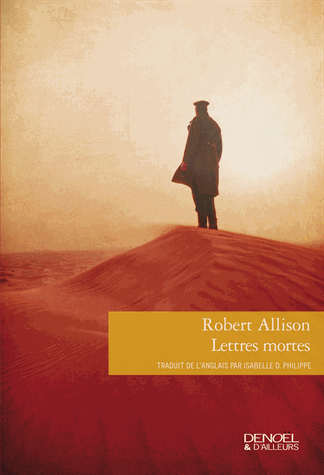 Robert Allison
Lettres mortes
TRADUIT DE L'ANGLAIS PAR ISABELLE D. PHILIPPE
DENOËL
& D'AILLEURS